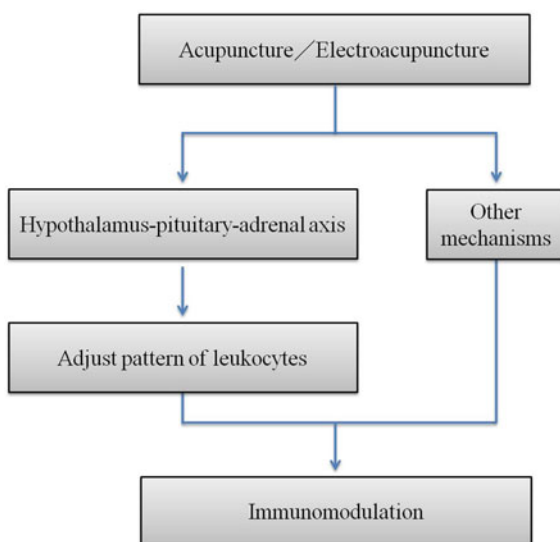 Acupuncture／Electroacupuncture
Hypothalamus-pituitary-adrenal axis
Other
mechanisms
Adjust pattern of leukocytes
Immunomodulation